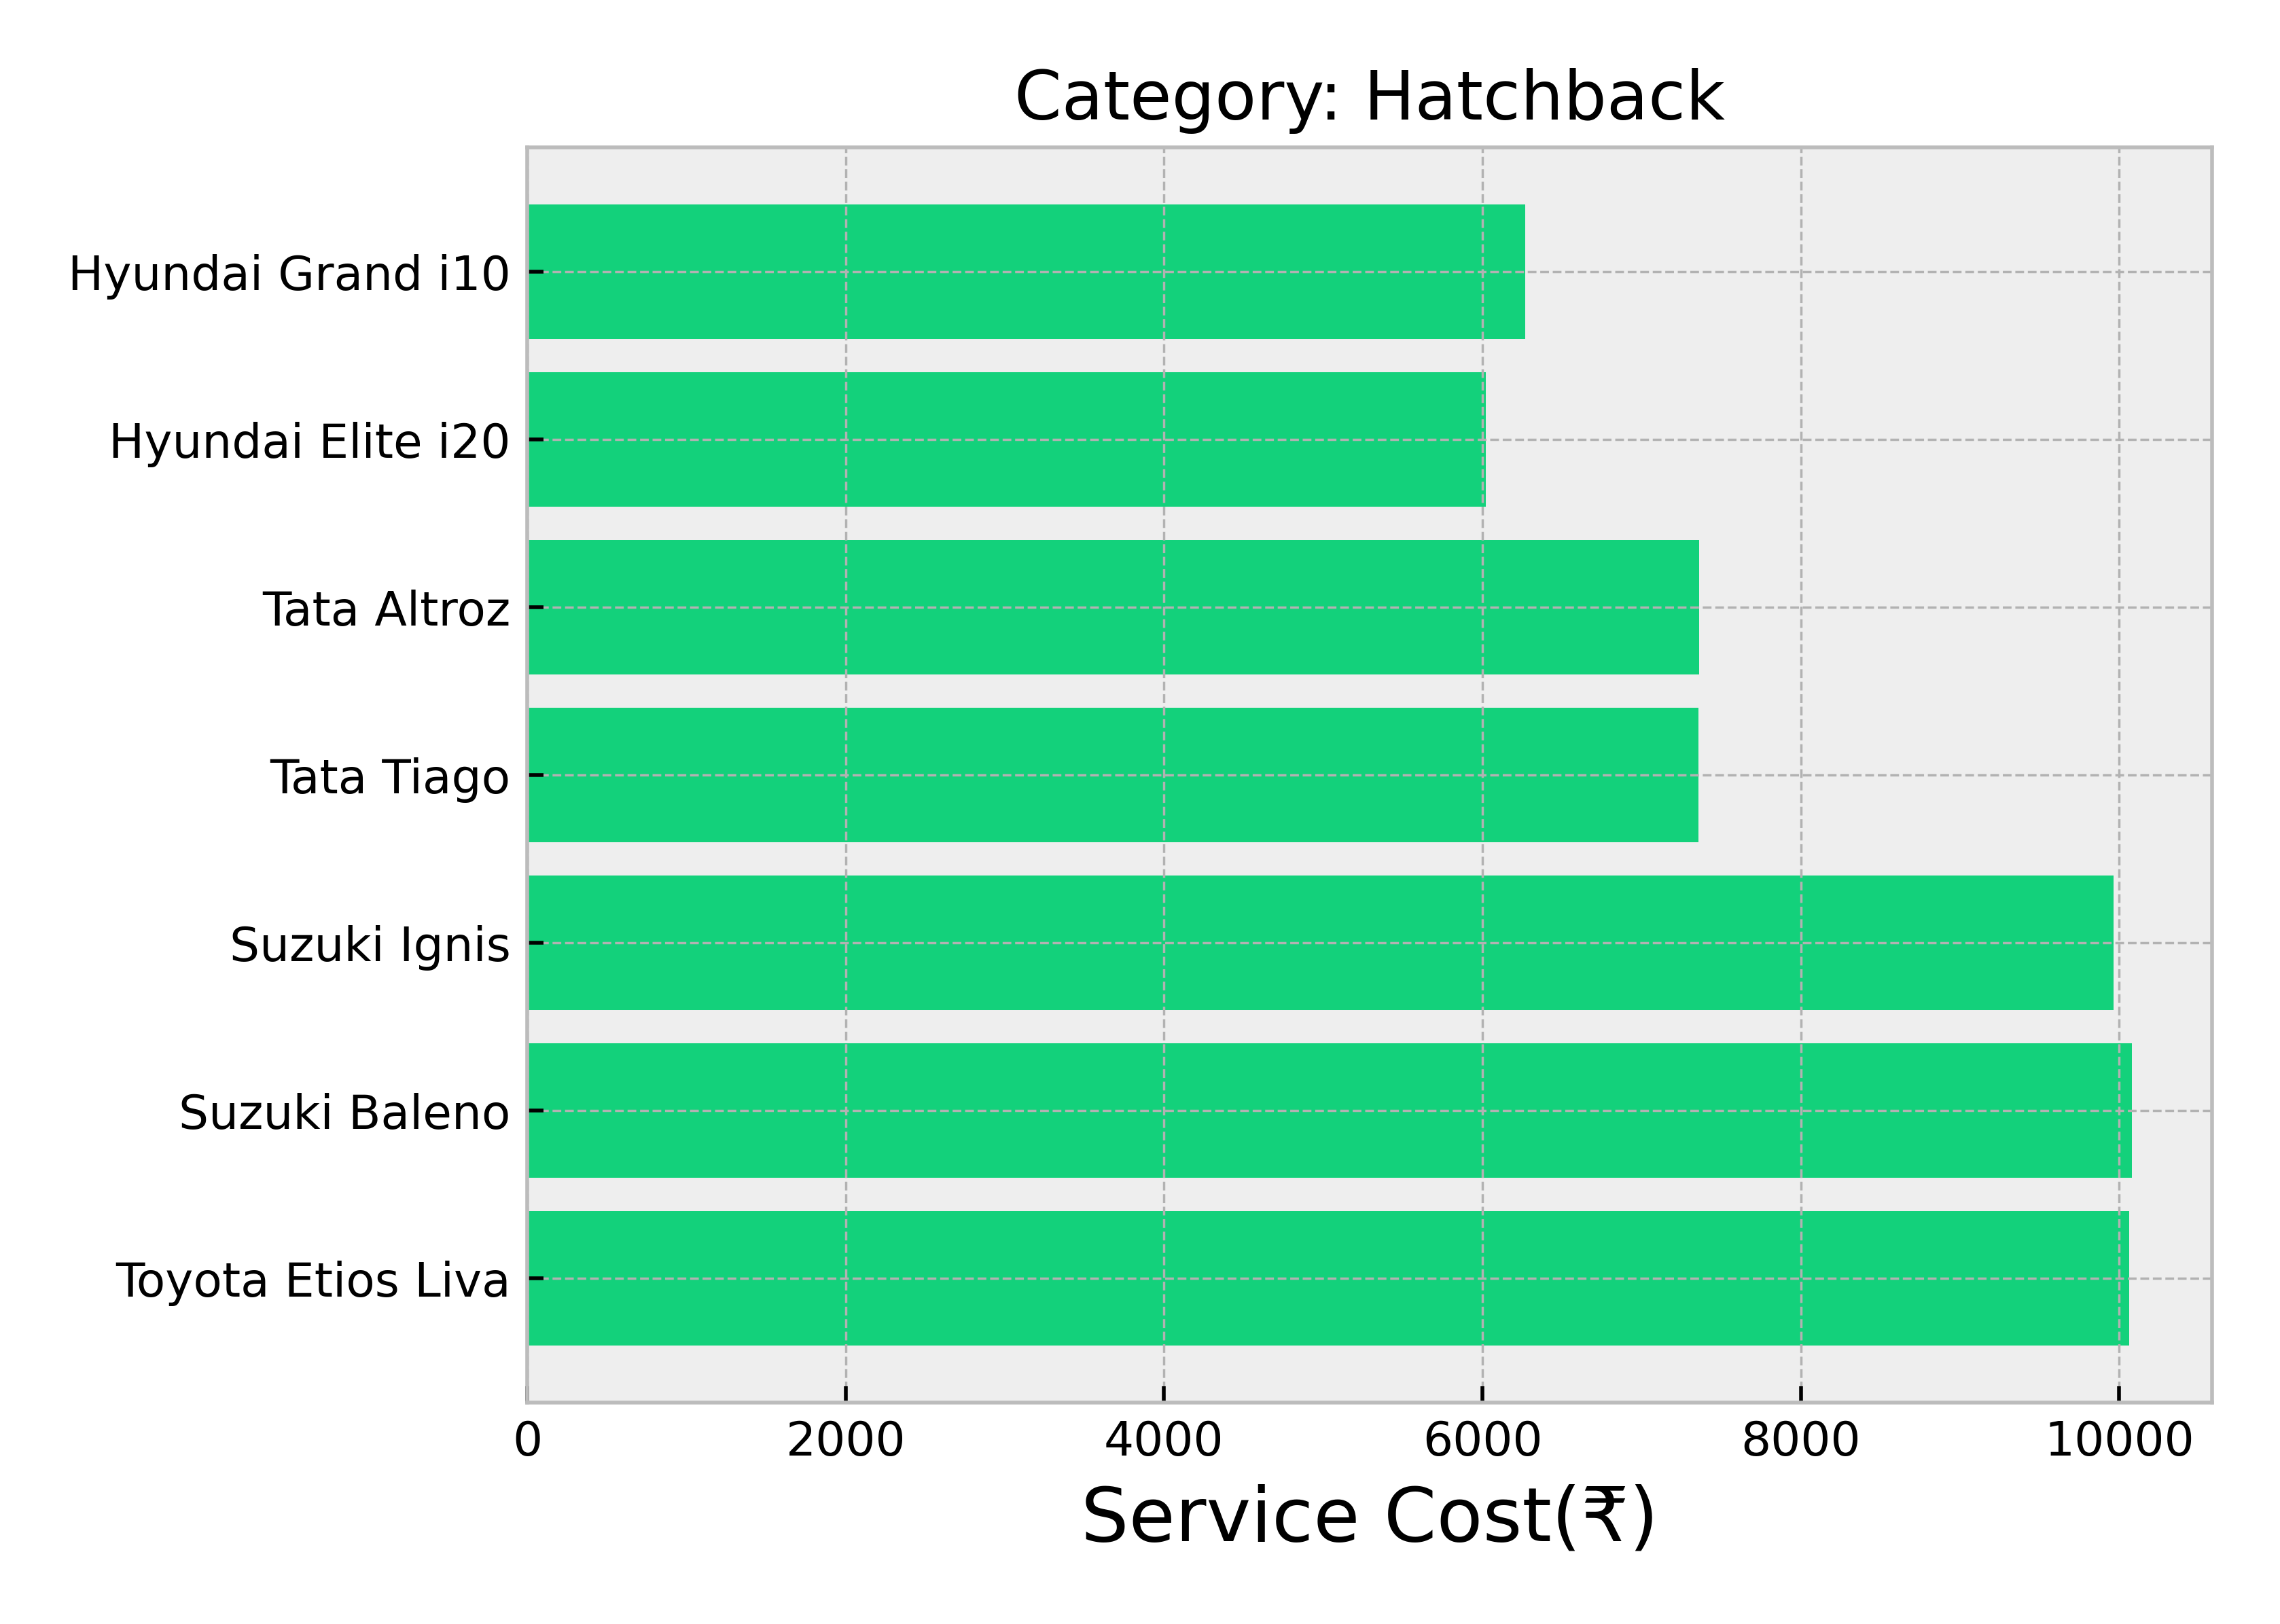 Category: Hatchback
Hyundai Grand i10
Hyundai Elite i20
Tata Altroz
Tata Tiago
Suzuki Ignis
Suzuki Baleno
Toyota Etios Liva
0 2000 4000 6000 8000 10000
Service Cost(₹)